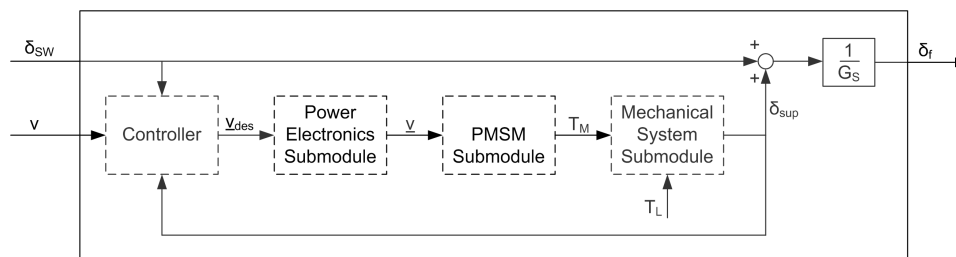 δSW
+
+
1
GS
δf
v
Controller
vdes
Power
Electronics
Submodule
v
PMSM
Submodule
TM
Mechanical
System
Submodule
δsup
TL